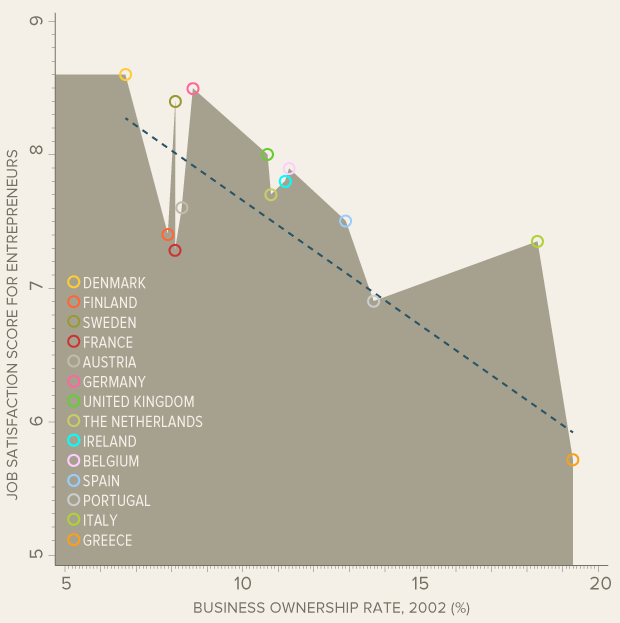 9
8
7
6
5
JOB SATISFACTION SCORE FOR ENTREPRENEURS
DENMARK
FINLAND
SWEDEN
FRANCE
AUSTRIA
GERMANY
UNITED KINGDOM
THE NETHERLANDS
IRELAND
BELGIUM
SPAIN
PORTUGAL
ITALY
GREECE
5 10 15 20
BUSINESS OWNERSHIP RATE, 2002 (%)